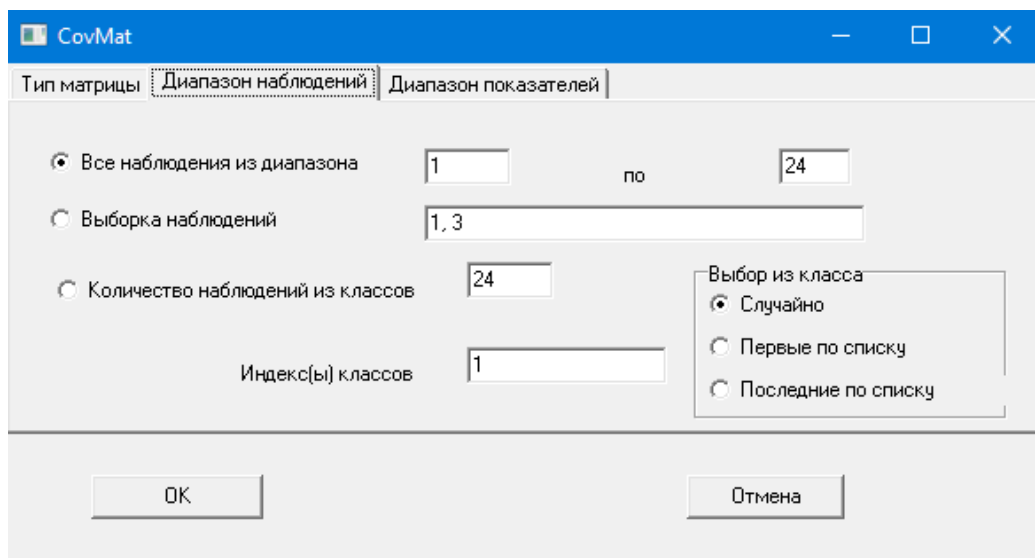 CovMat
Тип матрицы Диапазон наблюдений Диапазон показателей
Все наблюдения из диапазона 1 по 24
Выборка наблюдений 1, 3
Количество наблюдений из классов 24
Выбор из класса
Случайно
Первые по списку
Индекс(ы) классов 1
Последние по списку
OK Отмена